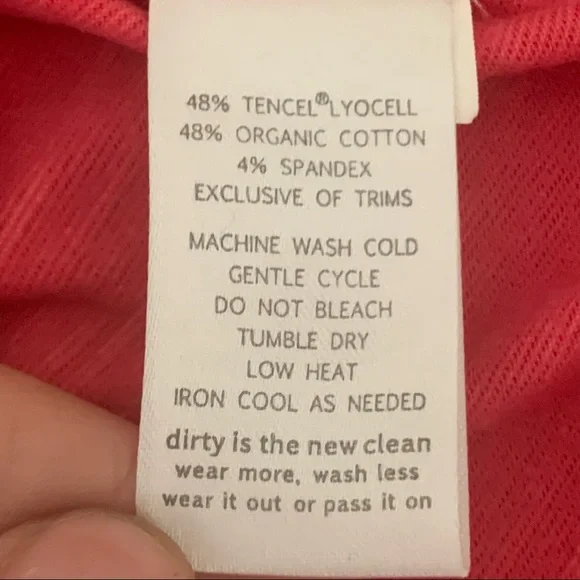 48% TENCEL®LYOCELL
48% ORGANIC COTTON
4% SPANDEX
EXCLUSIVE OF TRIMS
MACHINE WASH COLD
GENTLE CYCLE
DO NOT BLEACH
TUMBLE DRY
LOW HEAT
IRON COOL AS NEEDED
dirty is the new clean
wear more, wash less
wear it out or pass it on